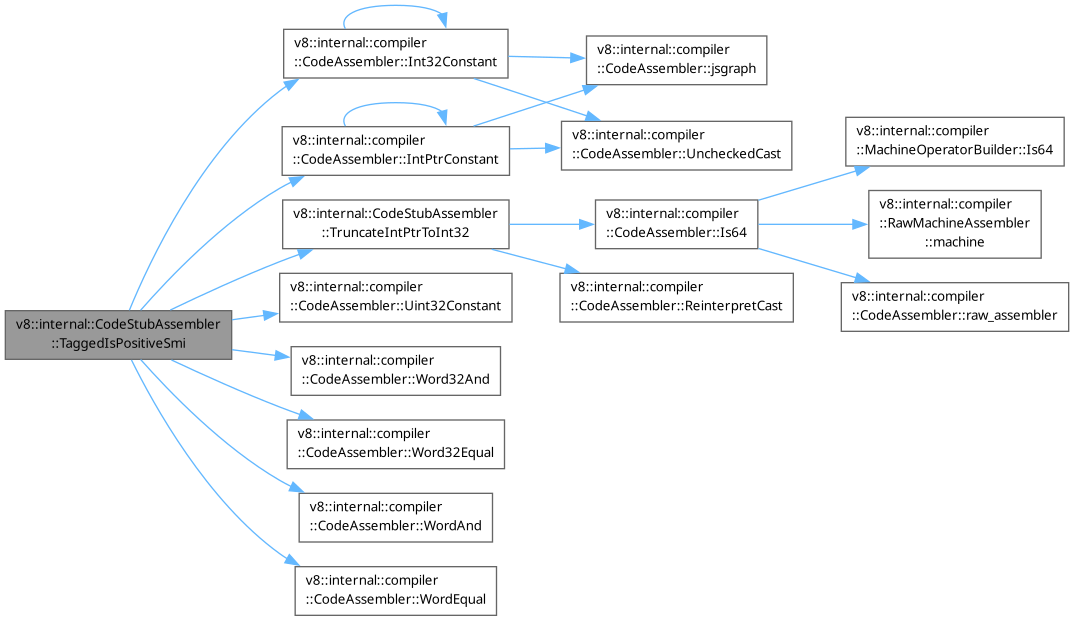 v8::internal::CodeStubAssembler
::TaggedIsPositiveSmi
v8::internal::compiler
::CodeAssembler::Int32Constant
v8::internal::compiler
::CodeAssembler::jsgraph
v8::internal::compiler
::CodeAssembler::UncheckedCast
v8::internal::compiler
::CodeAssembler::IntPtrConstant
v8::internal::CodeStubAssembler
::TruncateIntPtrToInt32
v8::internal::compiler
::CodeAssembler::Is64
v8::internal::compiler
::MachineOperatorBuilder::Is64
v8::internal::compiler
::RawMachineAssembler
::machine
v8::internal::compiler
::CodeAssembler::raw_assembler
v8::internal::compiler
::CodeAssembler::ReinterpretCast
v8::internal::compiler
::CodeAssembler::Uint32Constant
v8::internal::compiler
::CodeAssembler::Word32And
v8::internal::compiler
::CodeAssembler::Word32Equal
v8::internal::compiler
::CodeAssembler::WordAnd
v8::internal::compiler
::CodeAssembler::WordEqual